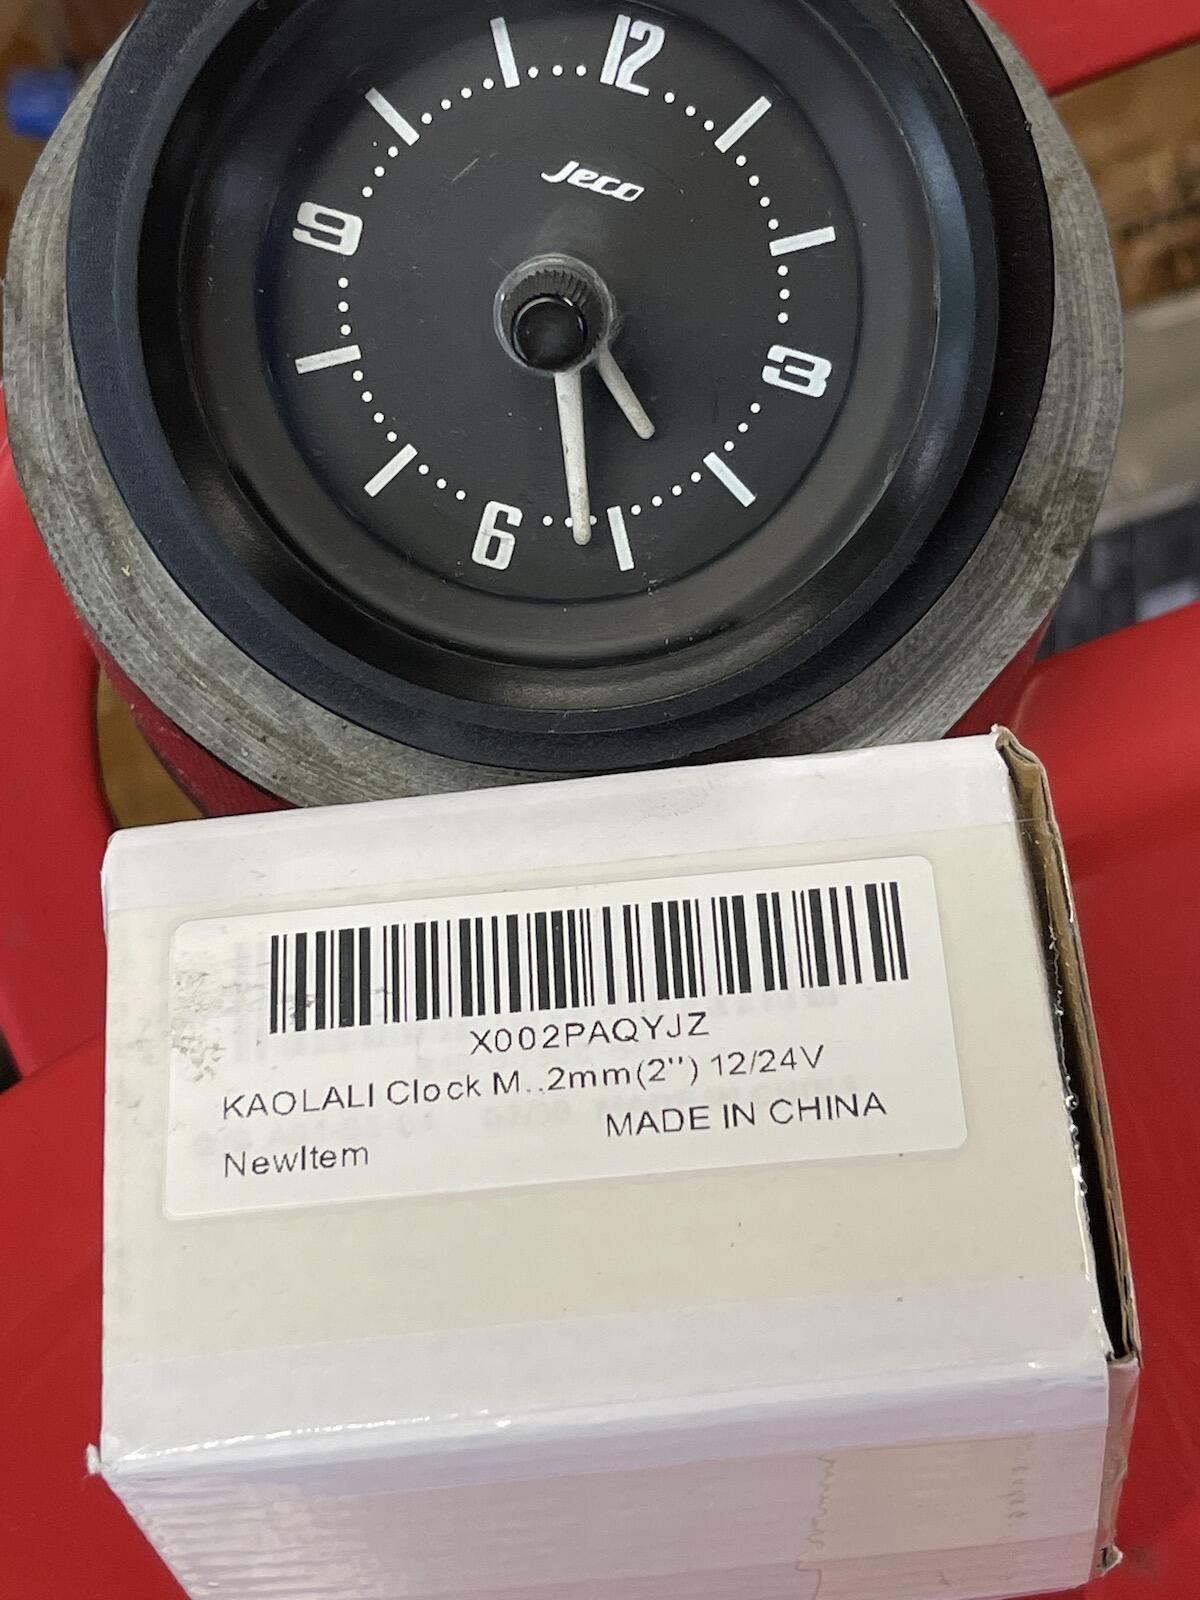 12
Jeco
9
3
6
X002PAQYJZ
KAOLALI Clock M..2mm(2'') 12/24V
MADE IN CHINA
NewItem